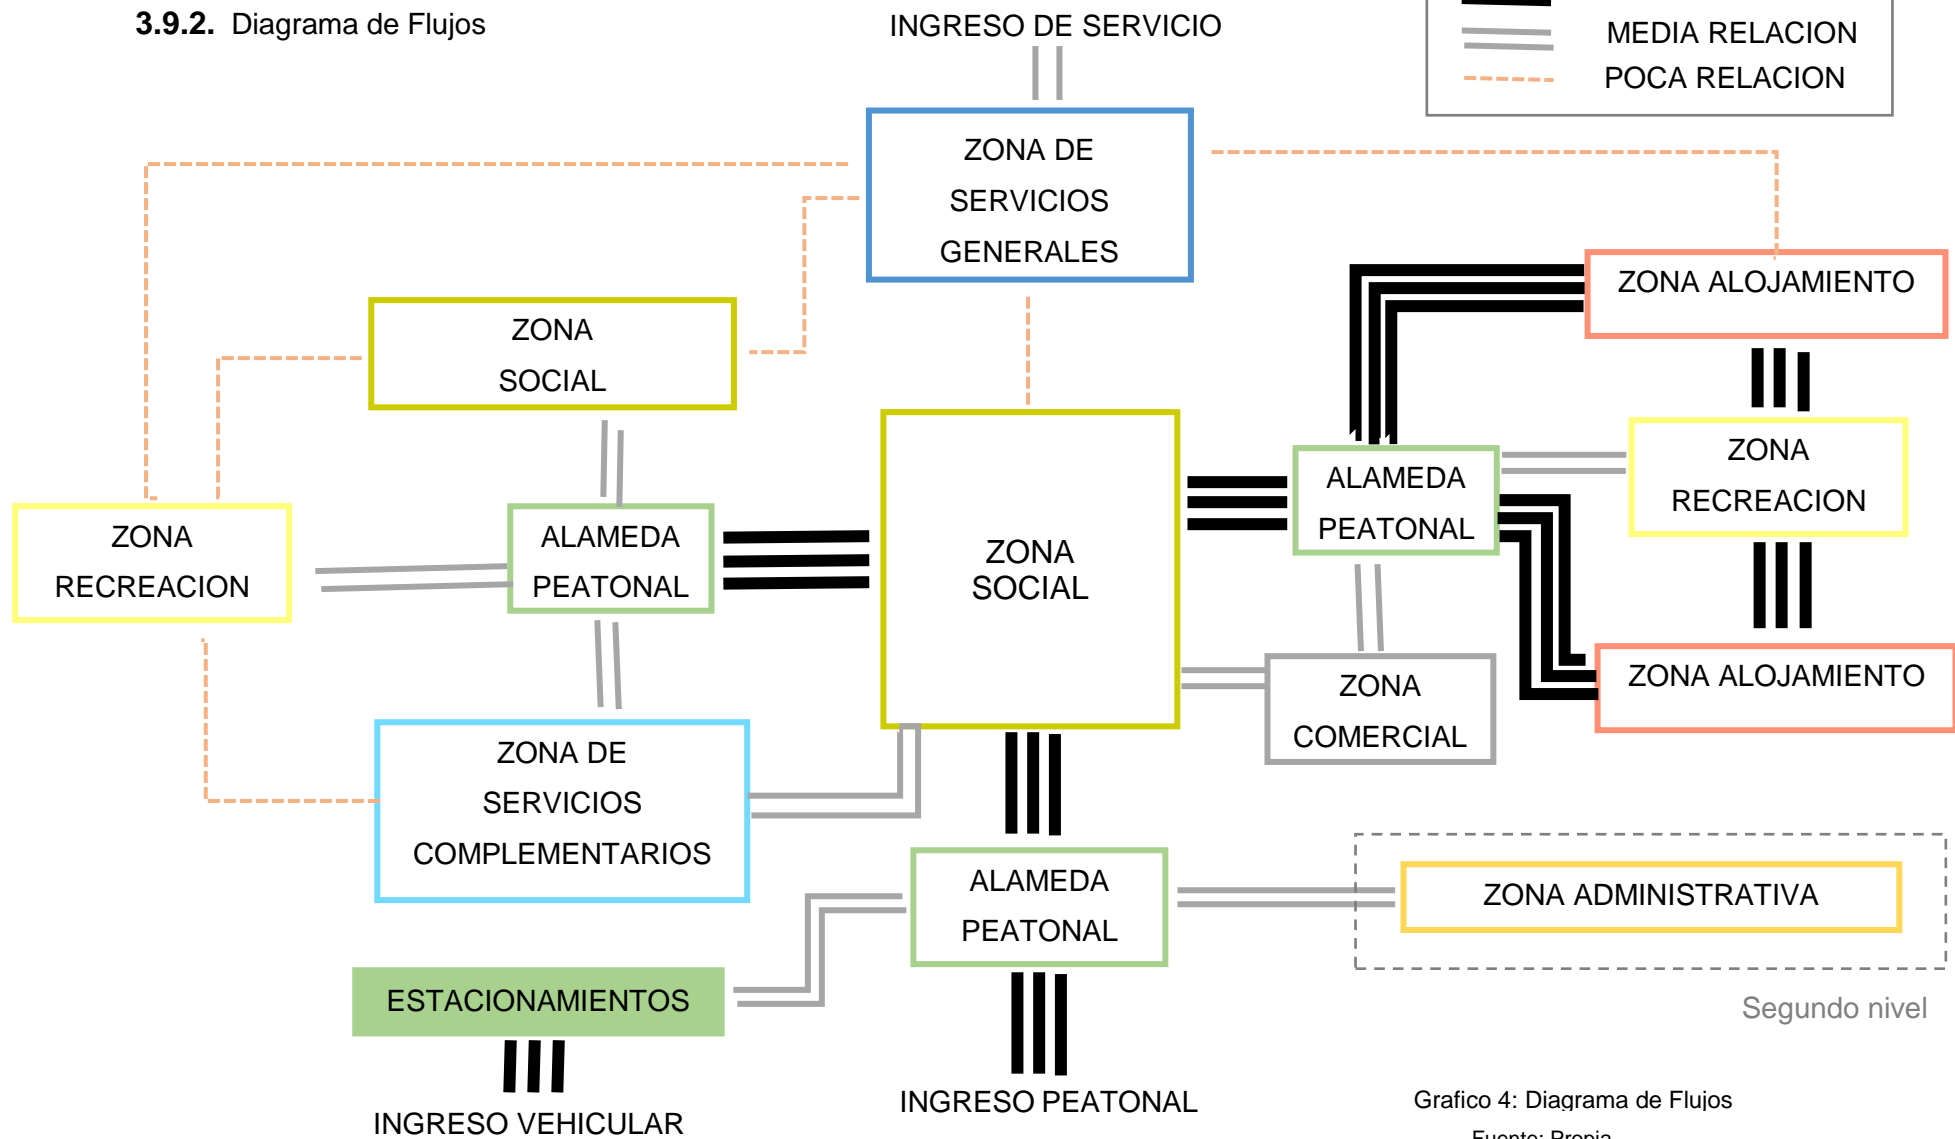 3.9.2. Diagrama de Flujos
INGRESO DE SERVICIO
MEDIA RELACION
POCA RELACION
ZONA DE
SERVICIOS
GENERALES
ZONA ALOJAMIENTO
ZONA
SOCIAL
ZONA
RECREACION
ALAMEDA
PEATONAL
ZONA
SOCIAL
ALAMEDA
PEATONAL
ZONA
RECREACION
ZONA ALOJAMIENTO
ZONA
COMERCIAL
ZONA DE
SERVICIOS
COMPLEMENTARIOS
ALAMEDA
PEATONAL
ZONA ADMINISTRATIVA
ESTACIONAMIENTOS
Segundo nivel
INGRESO VEHICULAR
INGRESO PEATONAL
Grafico 4: Diagrama de Flujos
Fuente: Propia